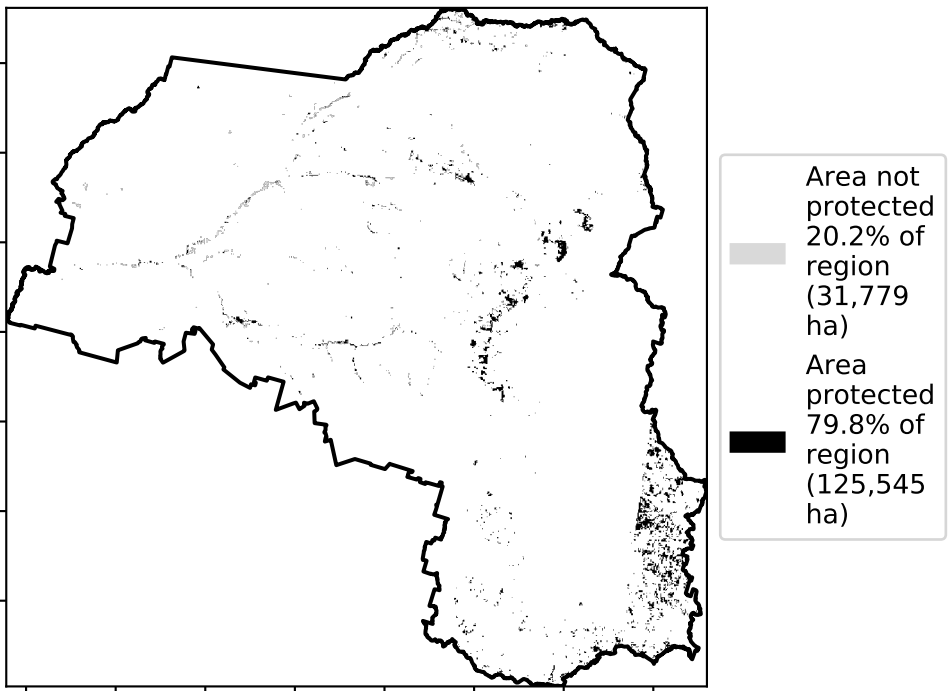 Area not
protected
20.2% of
region
(31,779
ha)
Area
protected
79.8% of
region
(125,545
ha)